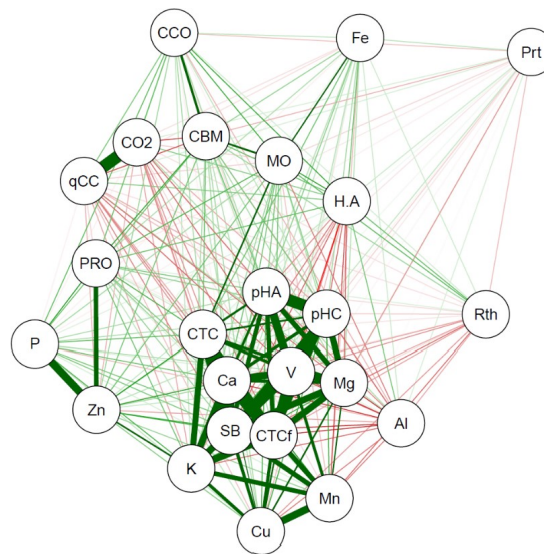 CCO
Fe
Prt
CO2
CBM
MO
qCC
H.A
PRO
pHA
pHC
Rth
CTC
P
V
Ca
Mg
Zn
Al
SB
CTCf
K
Mn
Cu